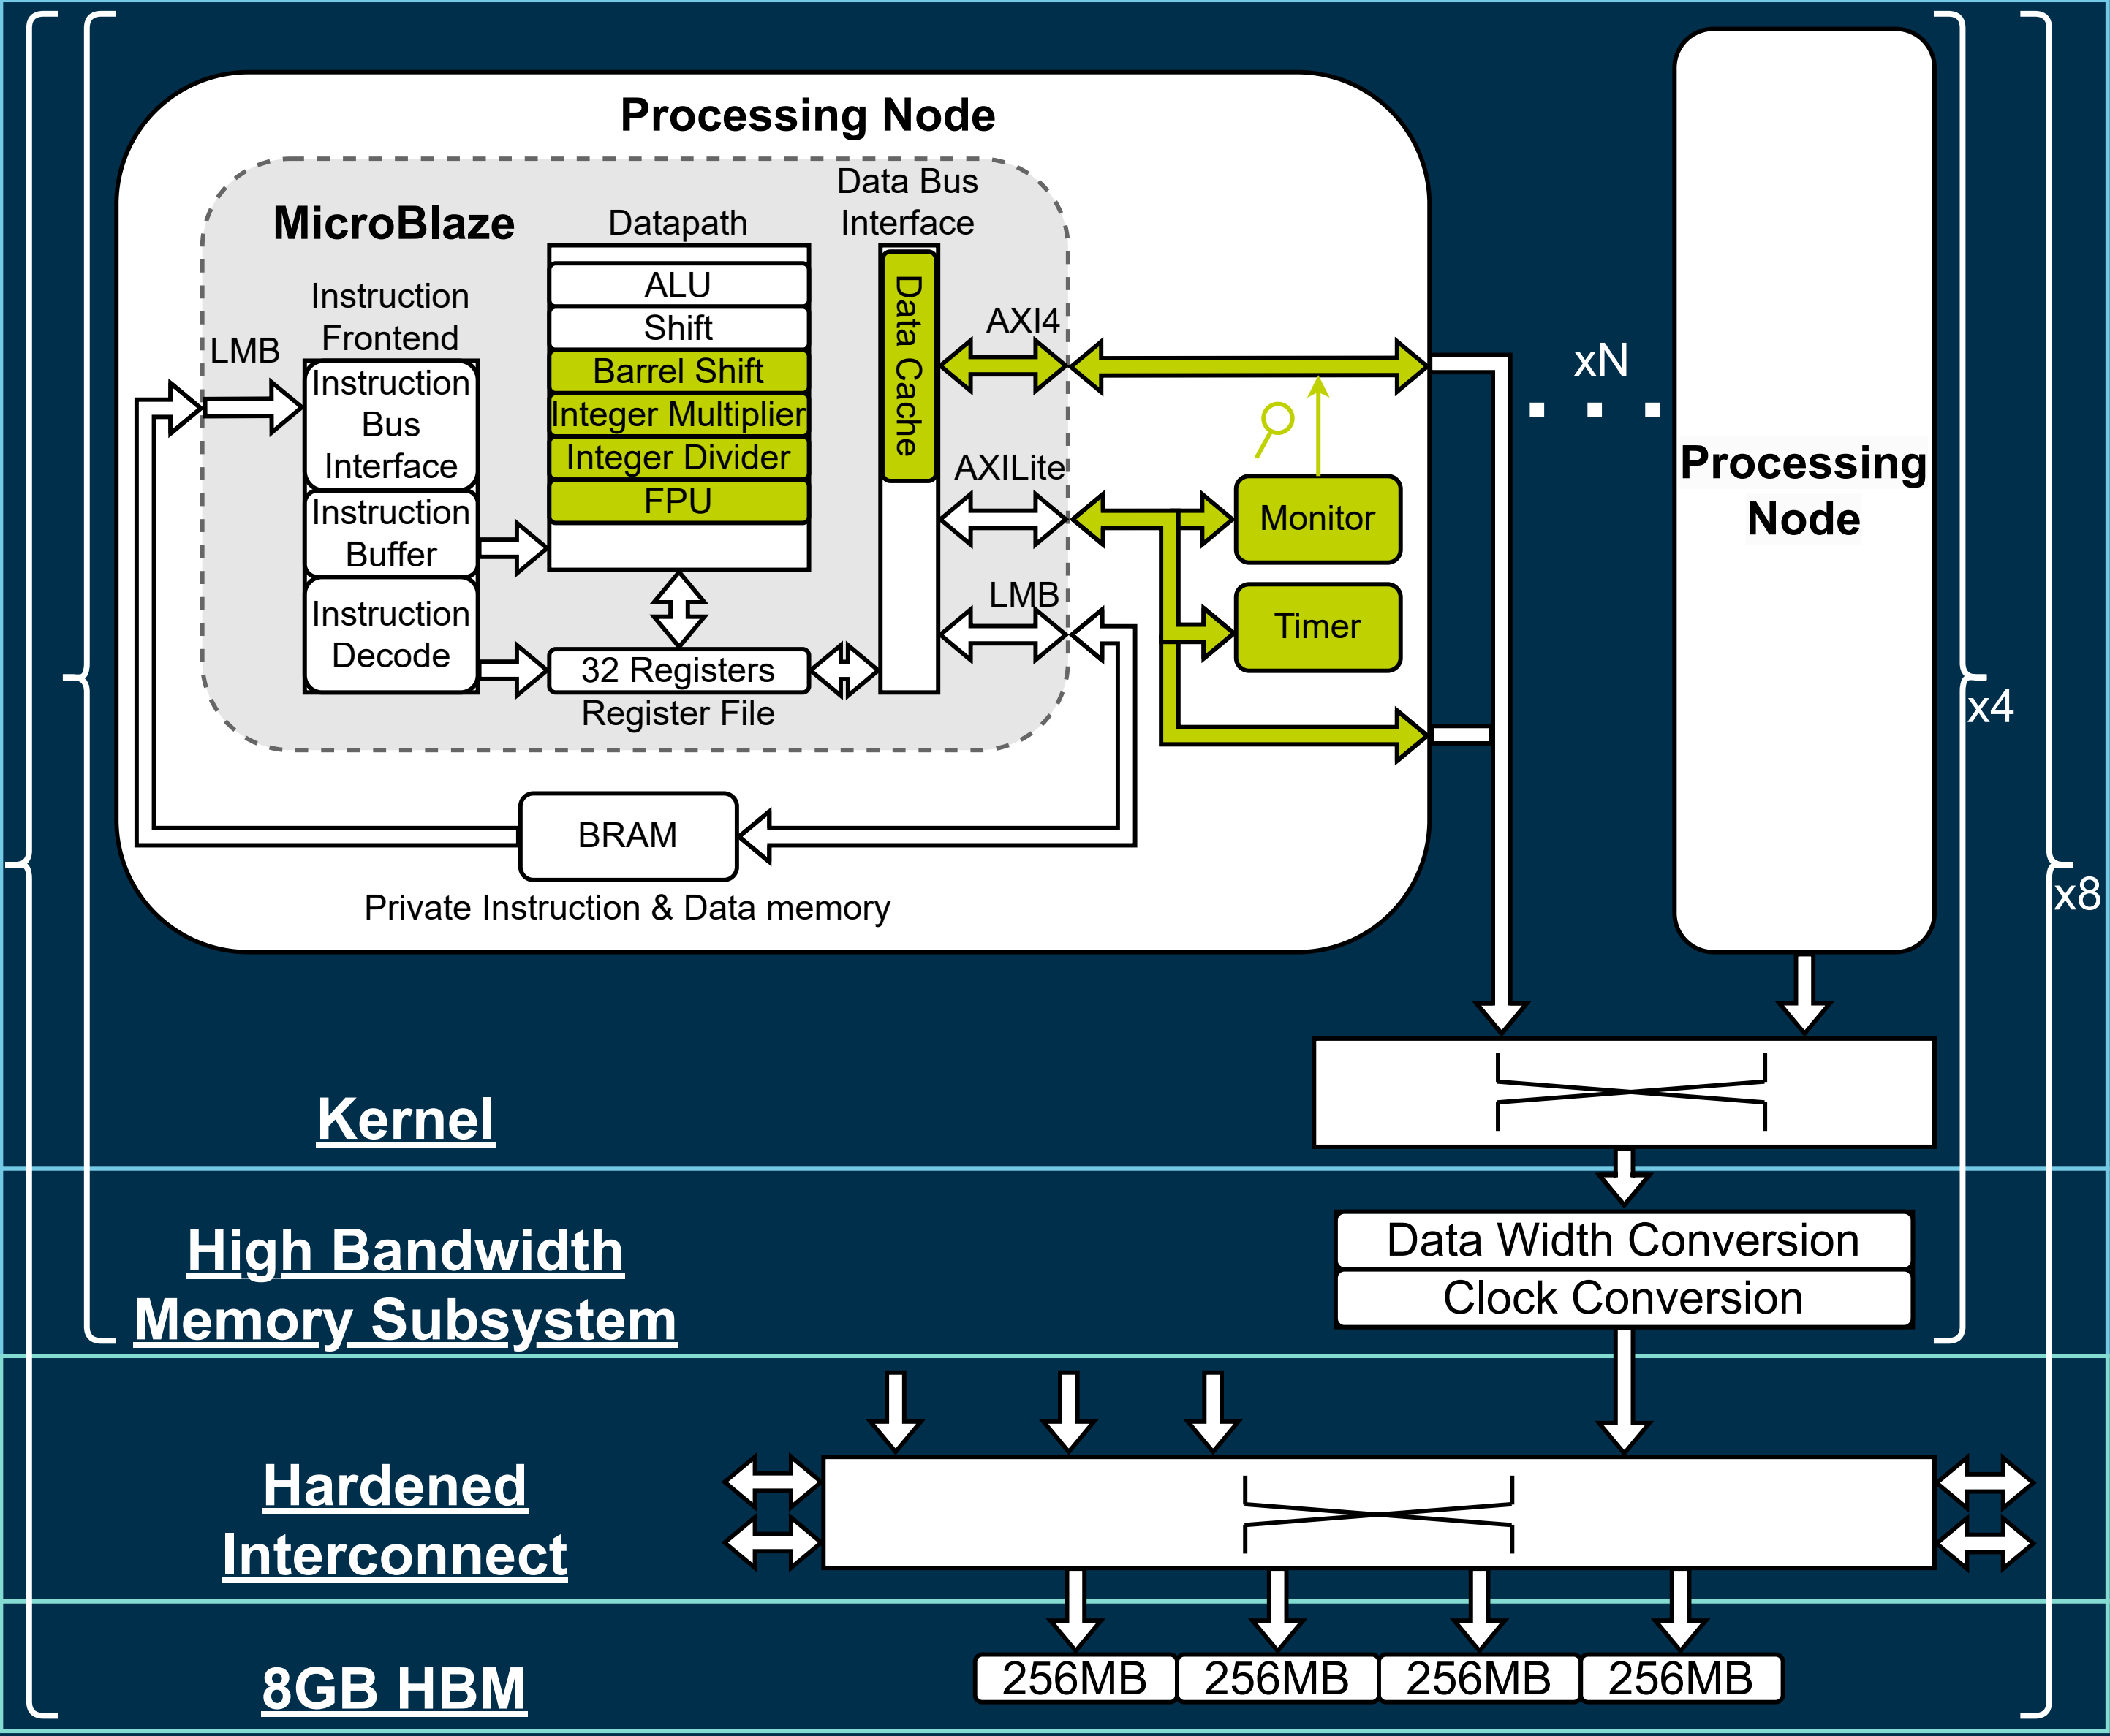 Processing Node
MicroBlaze
Datapath
Data Bus
Interface
Instruction
Frontend
LMB
Instruction
Bus
Interface
Instruction
Buffer
Instruction
Decode
ALU
Shift
Barrel Shift
Integer Multiplier
Integer Divider
FPU
32 Registers
Register File
Data Cache
AXI4
AXILite
LMB
Monitor
Timer
BRAM
Private Instruction & Data memory
xN
Processing
Node
x4
x8
Kernel
High Bandwidth
Memory Subsystem
Data Width Conversion
Clock Conversion
Hardened
Interconnect
8GB HBM
256MB
256MB
256MB
256MB